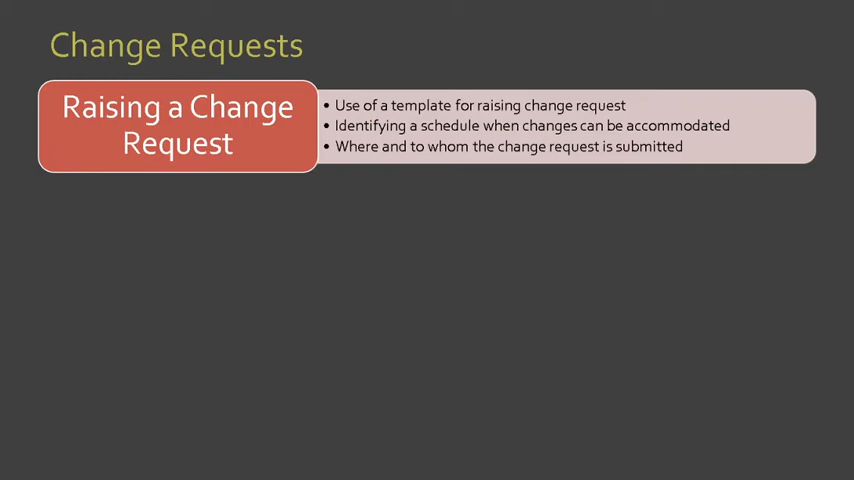 Change Requests
Raising a Change
Request
• Use of a template for raising change request
• Identifying a schedule when changes can be accommodated
• Where and to whom the change request is submitted